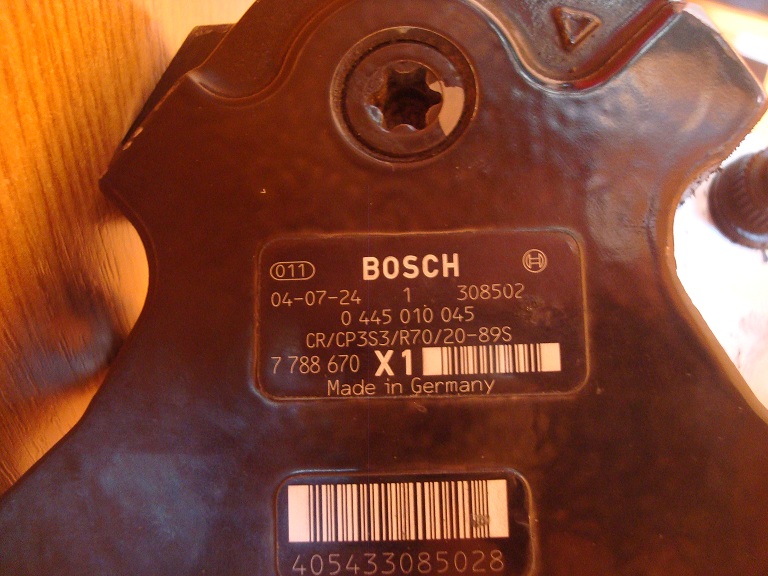 011 BOSCH
04-07-24 1 308502
0 445 010 045
CR/CP3S3/R70/20-89S
7 788 670 X1
Made in Germany
405433085028